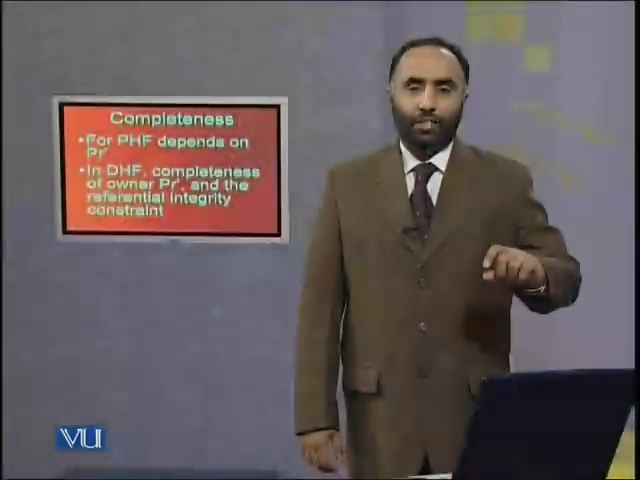 Completeness
•For PHF depends on
Pr'
•In DHF, completeness
of owner Pr', and the
referential integrity
constraint
VU